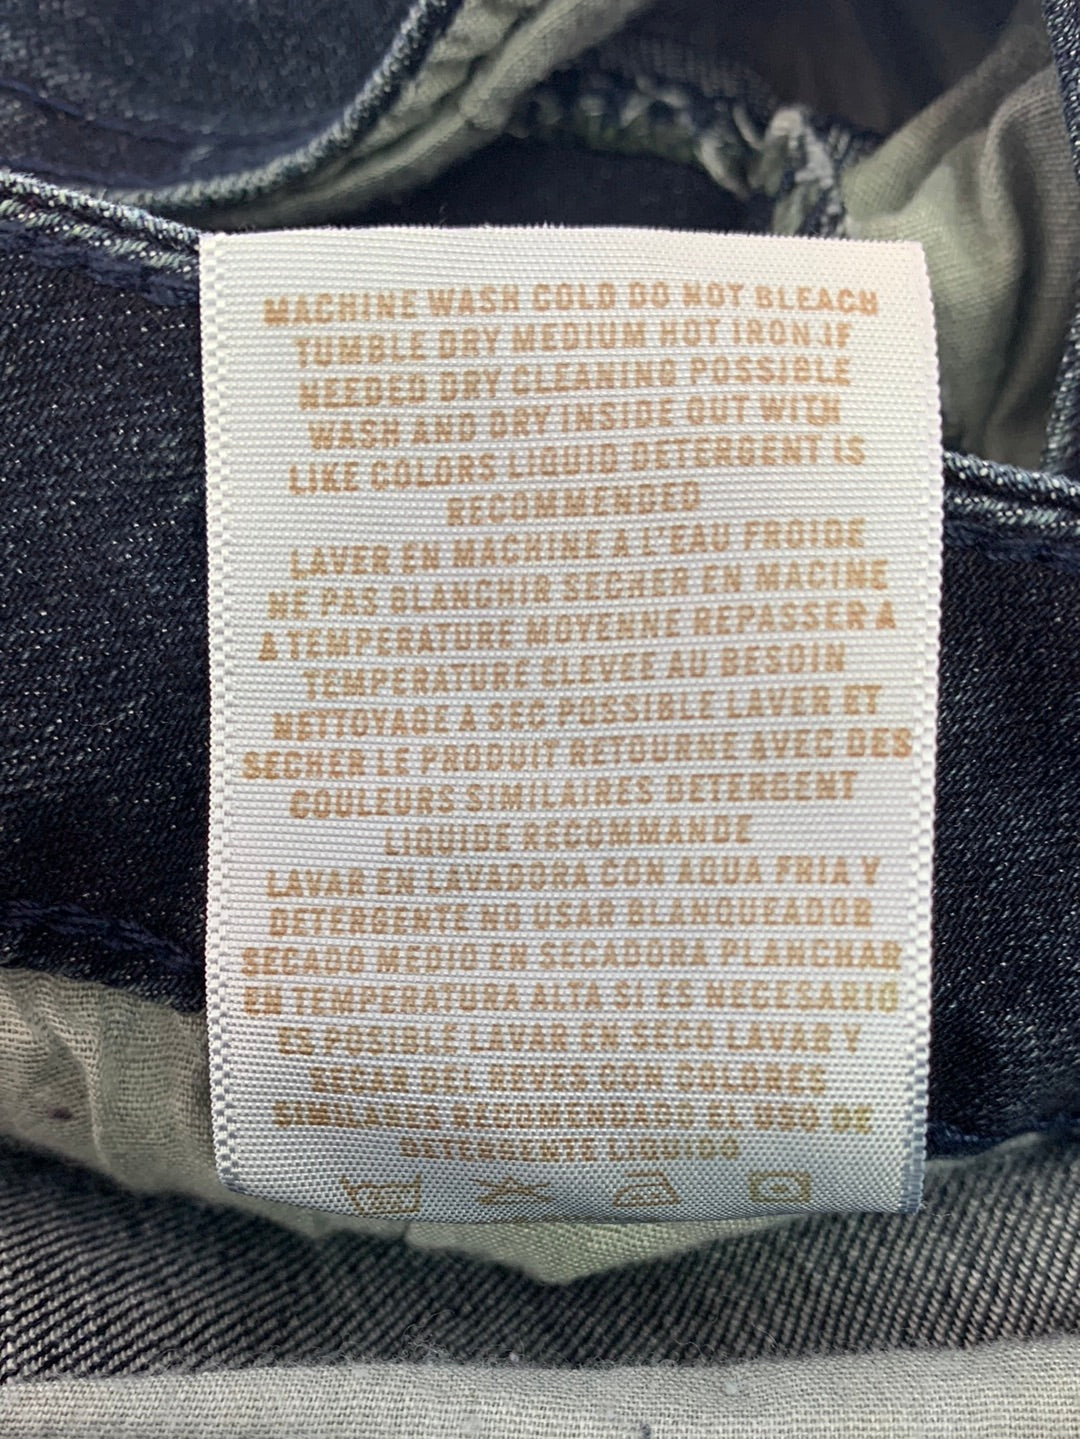 MACHINE WASH COLD DO NOT BLEACH
TUMBLE DRY MEDIUM HOT IRON IF
NEEDED DRY CLEANING POSSIBLE
WASH AND DRY INSIDE OUT WITH
LIKE COLORS LIQUID DETERGENT IS
RECOMMENDED
LAVER EN MACHINE A L'EAU FROIDE
NE PAS BLANCHIR SECHER EN MACINE
A TEMPERATURE MOYENNE REPASSER A
TEMPERATURE ELEVEE AU BESOIN
NETTOYAGE A SEC POSSIBLE LAVER ET
SECHER LE PRODUIT RETOURNE AVEC DES
COULEURS SIMILAIRES DETERGENT
LIQUIDE RECOMMANDE
LAVAR EN LAVADORA CON AQUA FRIA Y
DETERGENTE NO USAR BLANQUEADOR
SECADO MEDIO EN SECADORA PLANCHAR
EN TEMPERATURA ALTA SI ES NECESARIO
ES POSIBLE LAVAR EN SECO LAVAR Y
SECAR DEL REVES CON COLORES
SIMILARES RECOMENDADO EL USO DE
DETERGENTE LIQUIDO